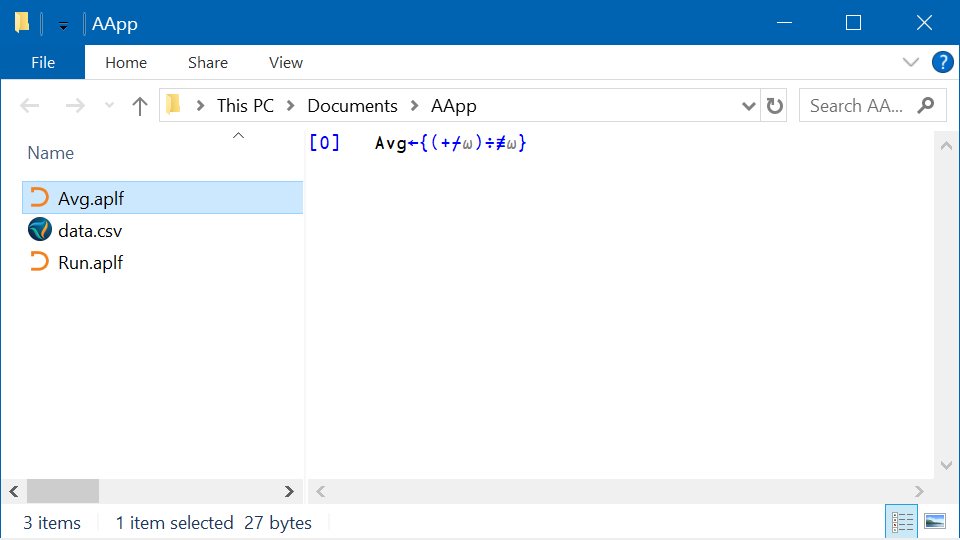 AApp
File Home Share View
This PC Documents AApp
Search AA...
Name
Avg.aplf
data.csv
Run.aplf
[0] Avg←{(+⌿⍵)÷≢⍵}
3 items 1 item selected 27 bytes